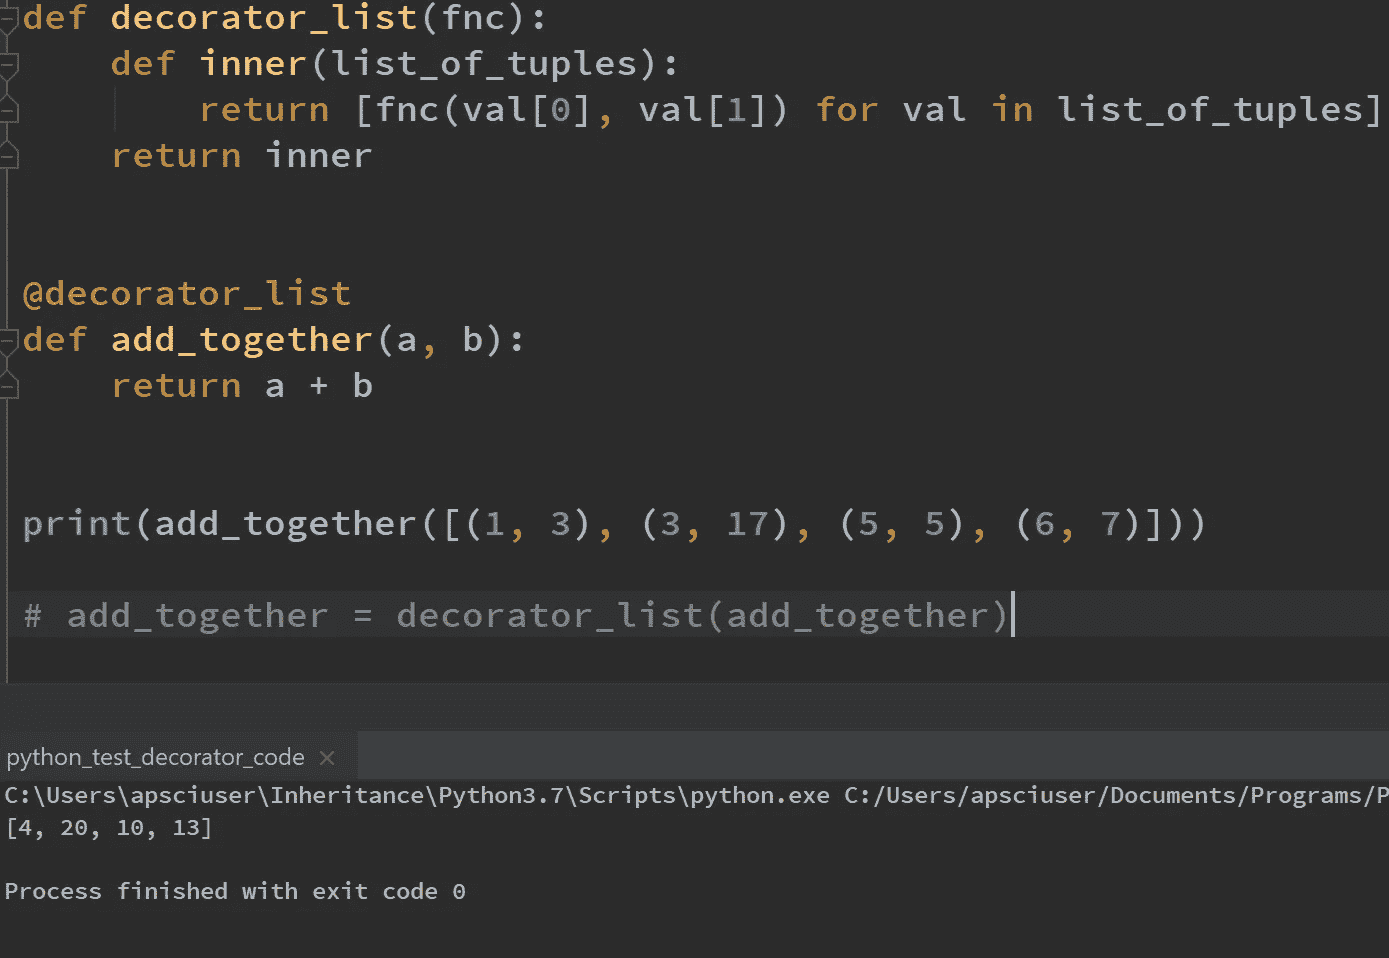 def decorator_list(fnc):
    def inner(list_of_tuples):
        return [fnc(val[0], val[1]) for val in list_of_tuples]
    return inner
@decorator_list
def add_together(a, b):
    return a + b
print(add_together([(1, 3), (3, 17), (5, 5), (6, 7)]))
# add_together = decorator_list(add_together)
python_test_decorator_code ×
C:\Users\apsciuser\Inheritance\Python3.7\Scripts\python.exe C:/Users/apsciuser/Documents/Programs/P
[4, 20, 10, 13]
Process finished with exit code 0